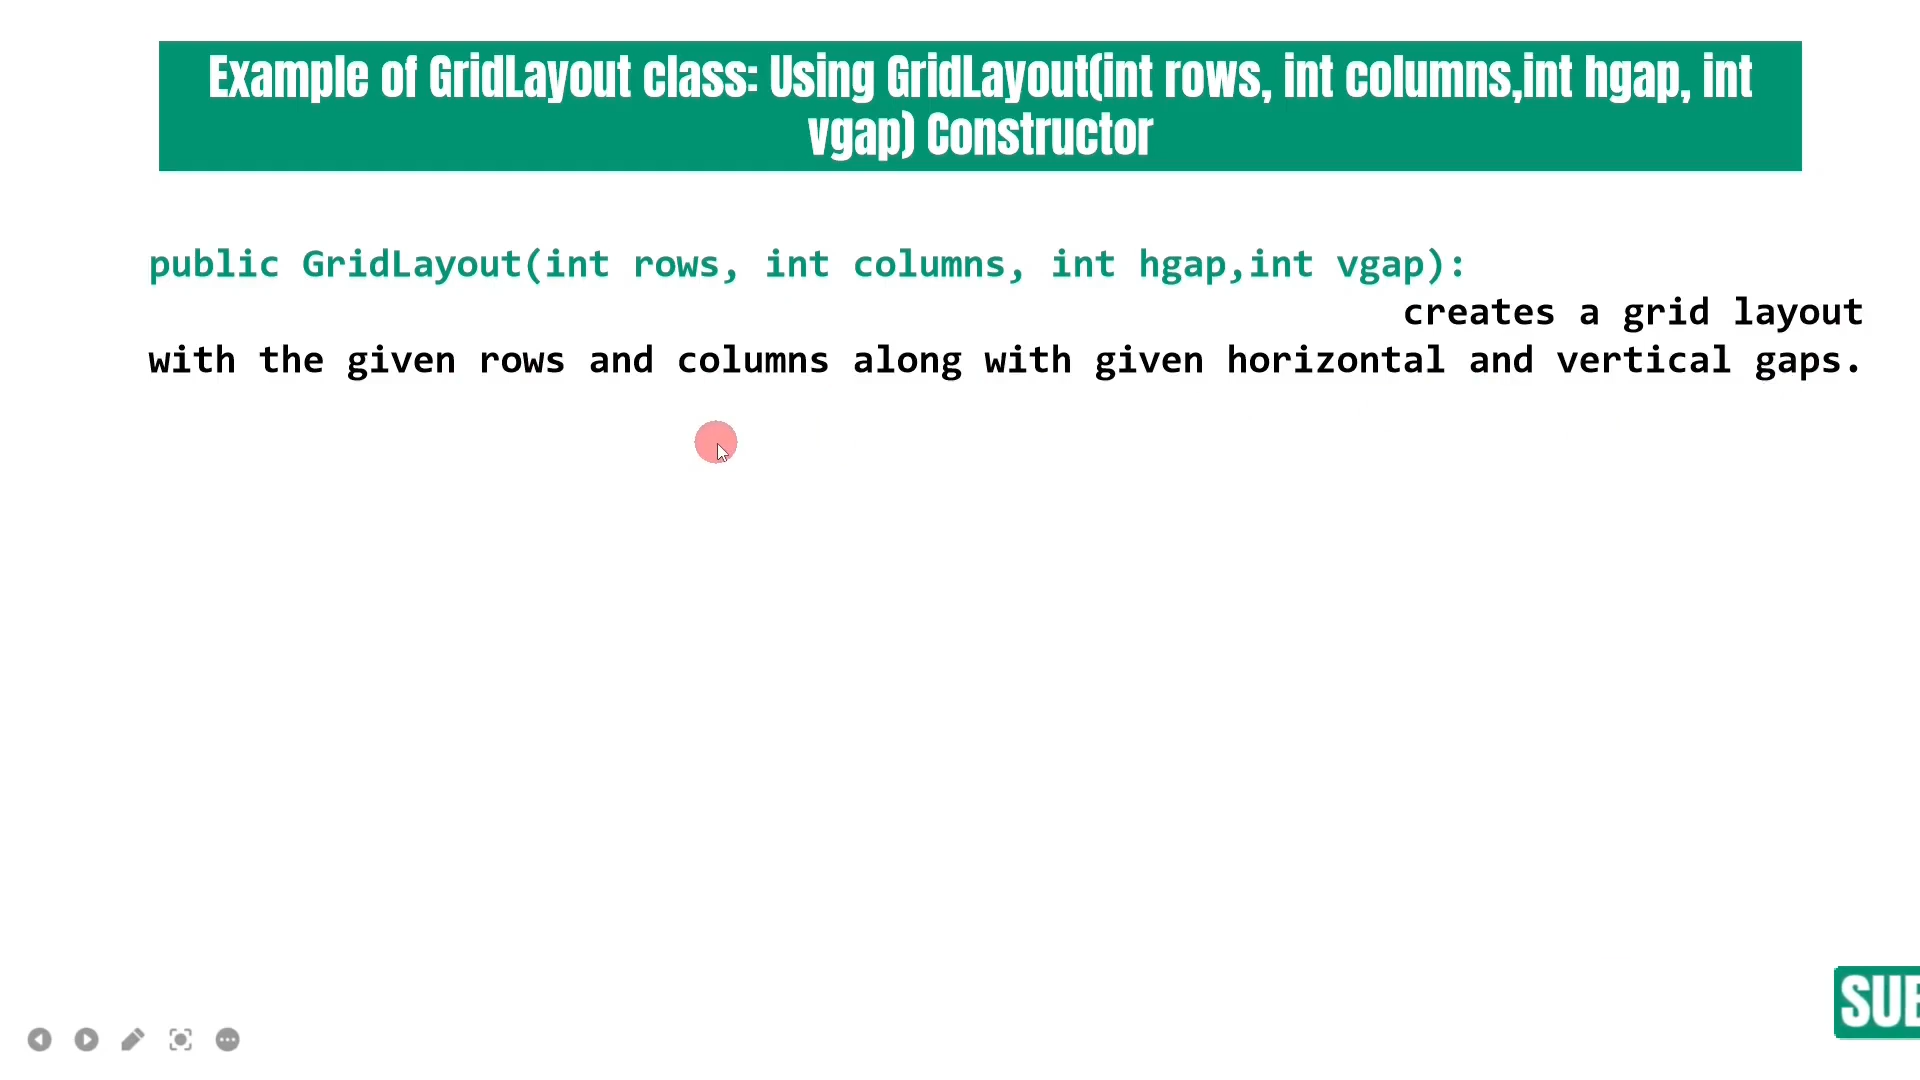 Example of GridLayout class: Using GridLayout(int rows, int columns,int hgap, int
vgap) Constructor
public GridLayout(int rows, int columns, int hgap,int vgap):
creates a grid layout
with the given rows and columns along with given horizontal and vertical gaps.
SUB